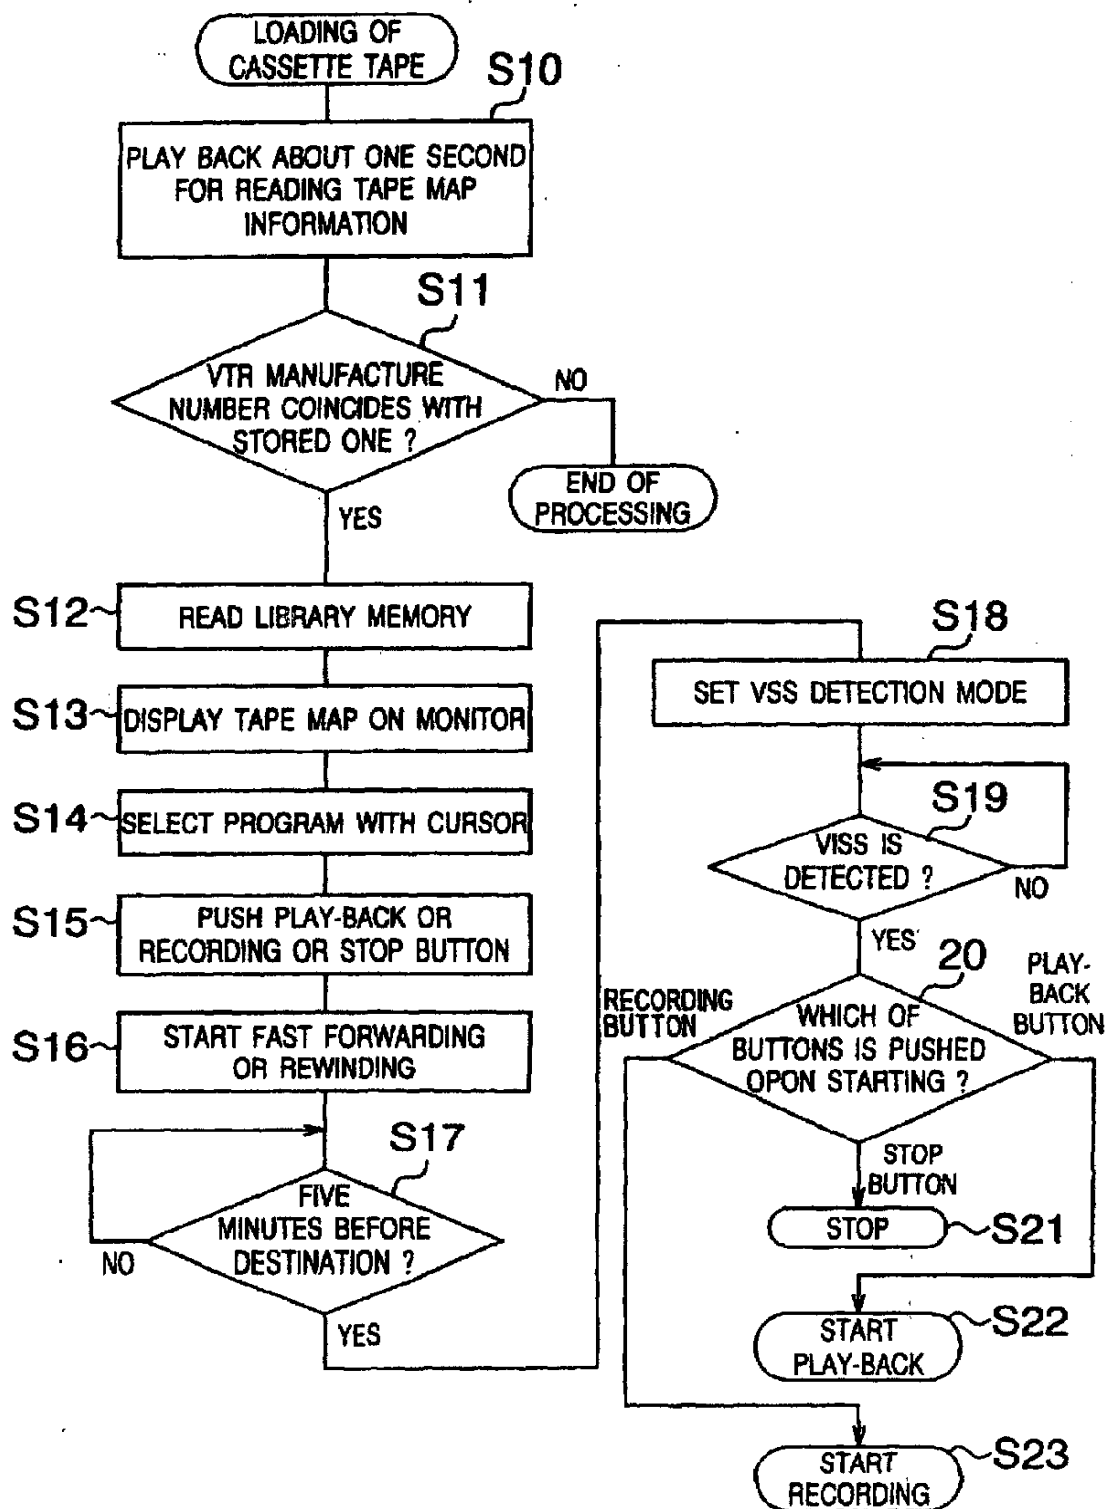 LOADING OF
CASSETTE TAPE
S10
PLAY BACK ABOUT ONE SECOND
FOR READING TAPE MAP
INFORMATION
S11
VTR MANUFACTURE
NUMBER COINCIDES WITH
STORED ONE ?
NO
END OF
PROCESSING
YES
S12
READ LIBRARY MEMORY
S13
DISPLAY TAPE MAP ON MONITOR
S14
SELECT PROGRAM WITH CURSOR
S15
PUSH PLAY-BACK OR
RECORDING OR STOP BUTTON
S16
START FAST FORWARDING
OR REWINDING
S17
FIVE
MINUTES BEFORE
DESTINATION ?
NO
YES
S18
SET VSS DETECTION MODE
S19
VISS IS
DETECTED ?
NO
YES
20
WHICH OF
BUTTONS IS PUSHED
OPON STARTING ?
RECORDING
BUTTON
PLAY-
BACK
BUTTON
STOP
BUTTON
STOP
S21
START
PLAY-BACK
S22
START
RECORDING
S23